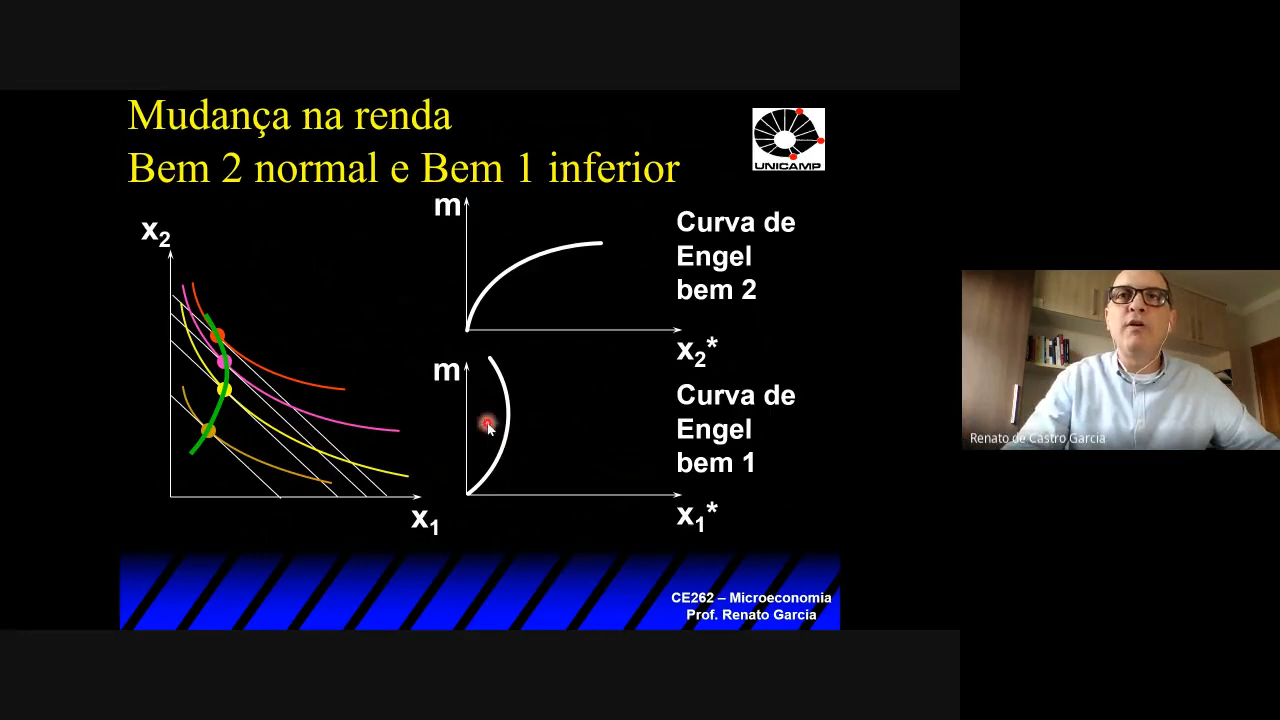 Mudança na renda
Bem 2 normal e Bem 1 inferior
UNICAMP
x2
m
Curva de
Engel
bem 2
x2*
m
Curva de
Engel
bem 1
x1*
x1
CE262 – Microeconomia
Prof. Renato Garcia
Renato de Castro Garcia